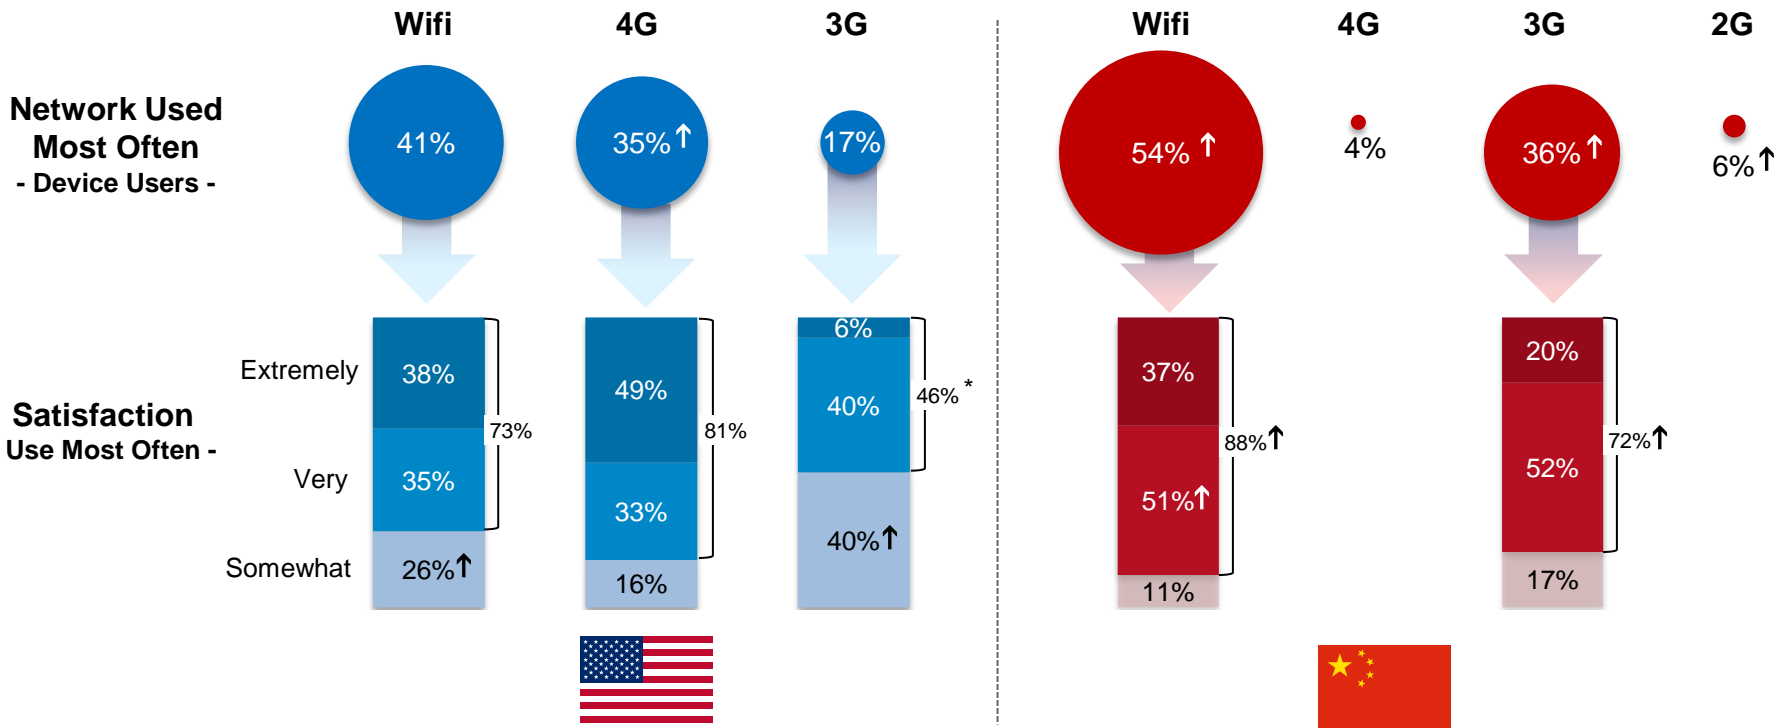 Wifi 4G 3G Wifi 4G 3G 2G
Network Used
Most Often
- Device Users -
41% 35%↑ 17% 54% ↑ 4% 36%↑ 6%↑
Extremely 38% 49% 6% 37% 20%
Satisfaction
Use Most Often -
73% 81% 40% 46% * 88%↑ 72%↑
Very 35% 33% 51%↑ 52%
Somewhat 26%↑ 16% 40%↑ 11% 17%